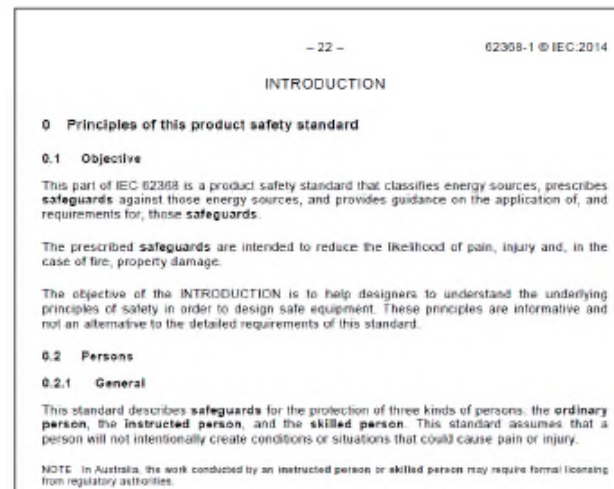 – 22 – 62368-1 © IEC:2014
INTRODUCTION
0 Principles of this product safety standard
0.1 Objective
This part of IEC 62368 is a product safety standard that classifies energy sources, prescribes
safeguards against those energy sources, and provides guidance on the application of, and
requirements for, those safeguards.
The prescribed safeguards are intended to reduce the likelihood of pain, injury and, in the
case of fire, property damage.
The objective of the INTRODUCTION is to help designers to understand the underlying
principles of safety in order to design safe equipment. These principles are informative and
not an alternative to the detailed requirements of this standard.
0.2 Persons
0.2.1 General
This standard describes safeguards for the protection of three kinds of persons: the ordinary
person, the instructed person, and the skilled person. This standard assumes that a
person will not intentionally create conditions or situations that could cause pain or injury.
NOTE In Australia, the work conducted by an instructed person or skilled person may require formal licensing
from regulatory authorities.